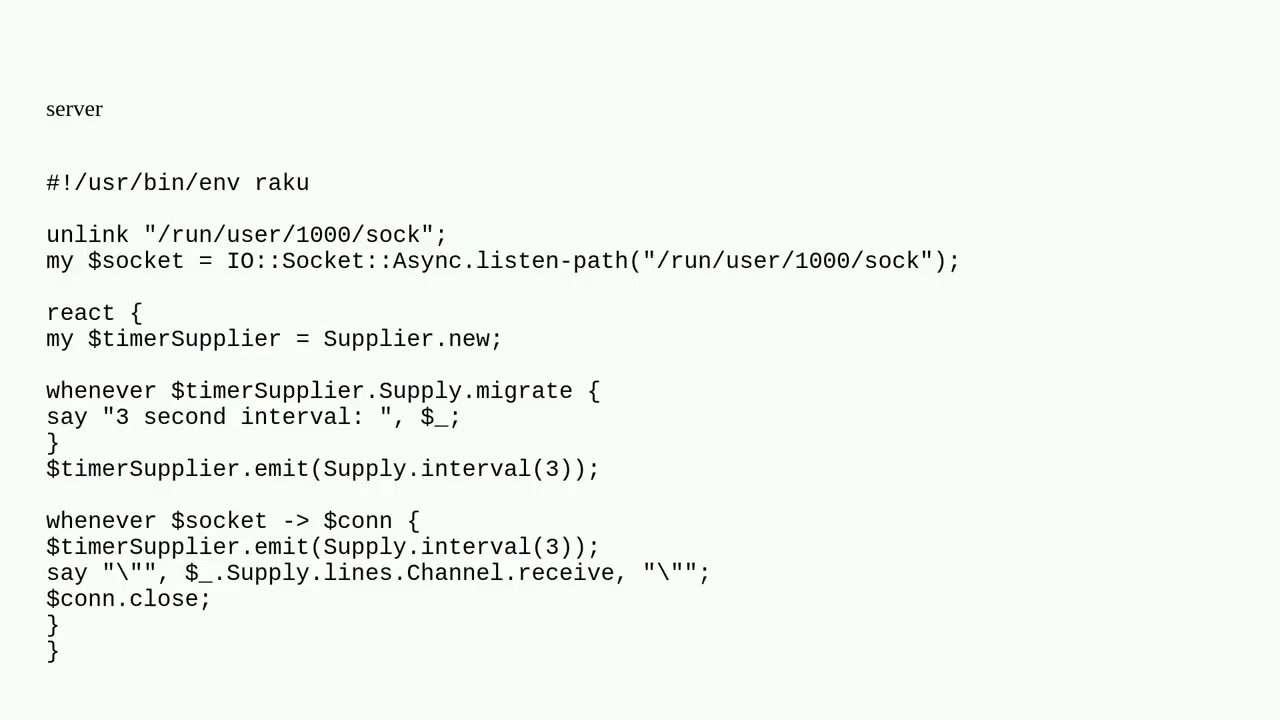 server
#!/usr/bin/env raku
unlink "/run/user/1000/sock";
my $socket = IO::Socket::Async.listen-path("/run/user/1000/sock");
react {
my $timerSupplier = Supplier.new;
whenever $timerSupplier.Supply.migrate {
say "3 second interval: ", $_;
}
$timerSupplier.emit(Supply.interval(3));
whenever $socket -> $conn {
$timerSupplier.emit(Supply.interval(3));
say "\"", $_.Supply.lines.Channel.receive, "\"";
$conn.close;
}
}